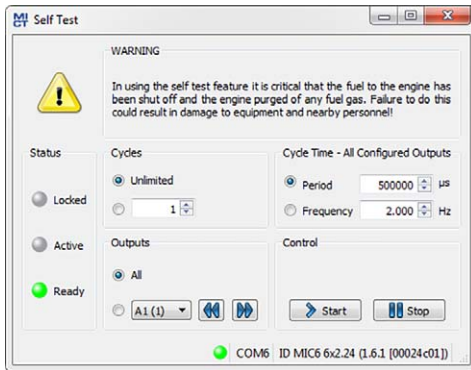 MI
CT Self Test
WARNING
In using the self test feature it is critical that the fuel to the engine has
been shut off and the engine purged of any fuel gas. Failure to do this
could result in damage to equipment and nearby personnel!
Status
Locked
Active
Ready
Cycles
Unlimited
1
Cycle Time - All Configured Outputs
Period 500000 µs
Frequency 2.000 Hz
Outputs
All
A1 (1)
Control
Start Stop
COM6 ID MIC6 6x2.24 (1.6.1 [00024c01])